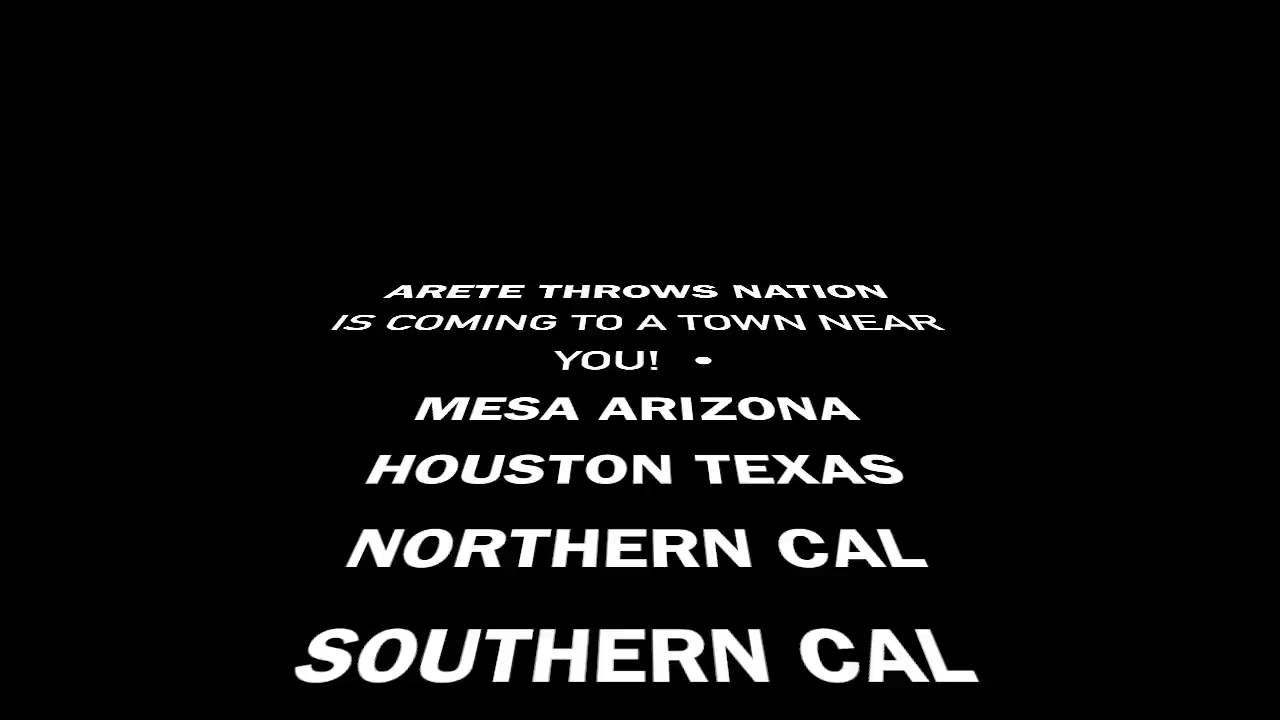 ARETE THROWS NATION
IS COMING TO A TOWN NEAR
YOU! •
MESA ARIZONA
HOUSTON TEXAS
NORTHERN CAL
SOUTHERN CAL